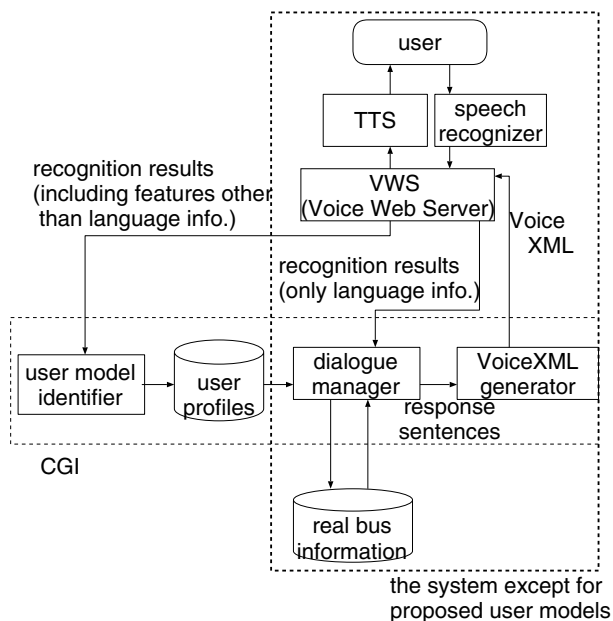 user
TTS
speech
recognizer
recognition results
(including features other
than language info.)
VWS
(Voice Web Server)
Voice
XML
recognition results
(only language info.)
user model
identifier
user
profiles
dialogue
manager
VoiceXML
generator
response
sentences
CGI
real bus
information
the system except for
proposed user models